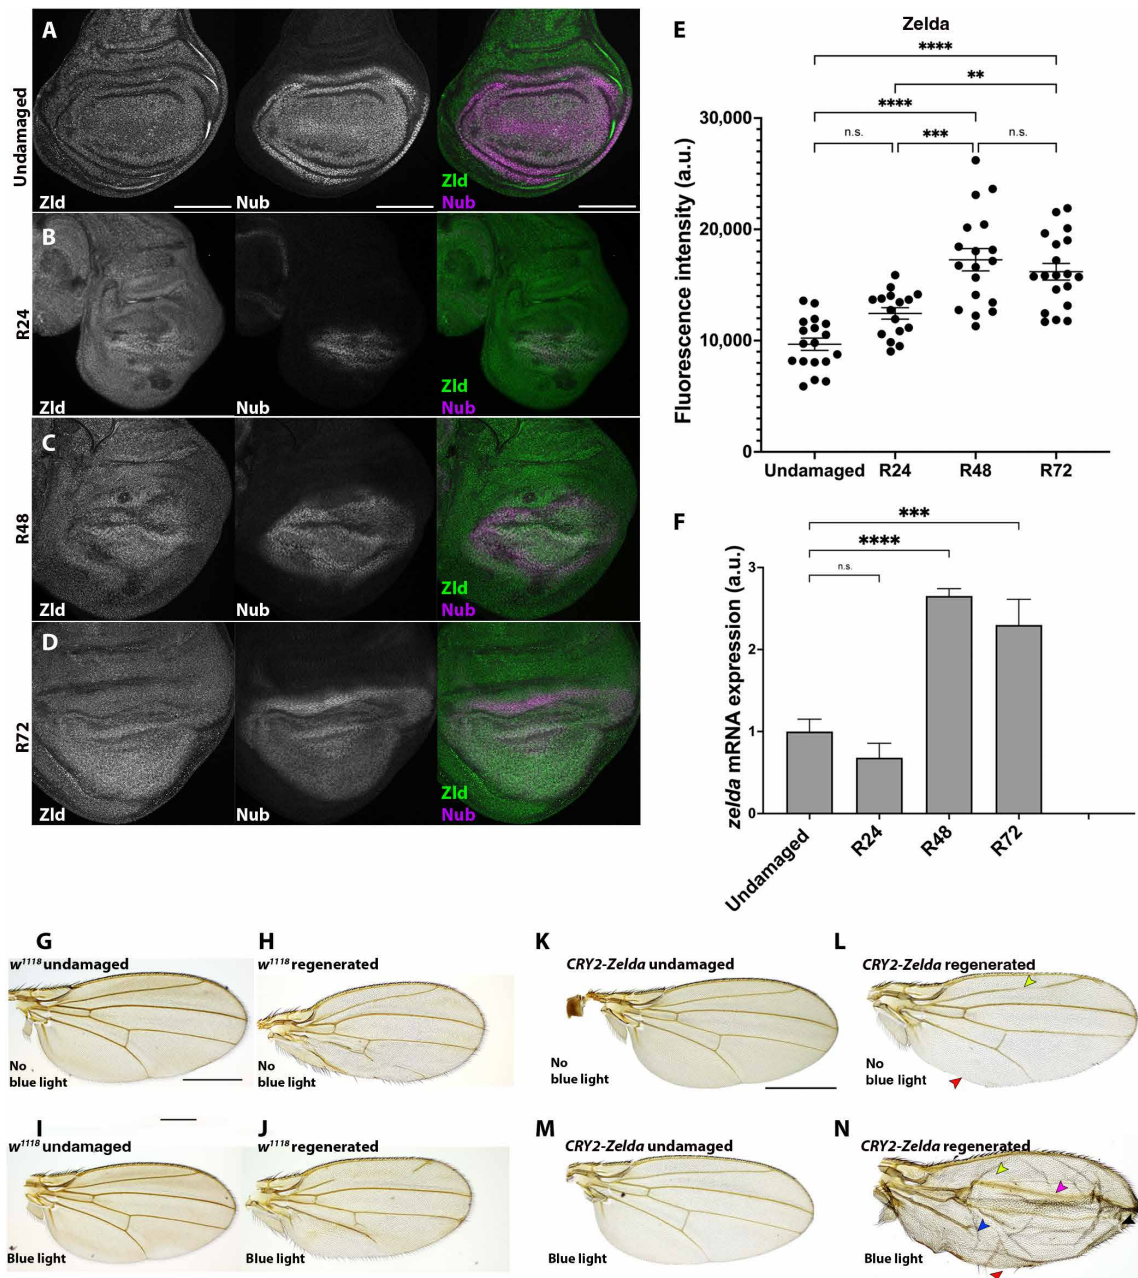 A
Undamaged
Zld
Nub
Zld
Nub
B
R24
Zld
Nub
Zld
Nub
C
R48
Zld
Nub
Zld
Nub
D
R72
Zld
Nub
Zld
Nub
E
Zelda
****
**
****
n.s.
***
n.s.
Fluorescence intensity (a.u.)
30,000
20,000
10,000
0
Undamaged R24 R48 R72
F
***
****
n.s.
zelda mRNA expression (a.u.)
3
2
1
0
Undamaged R24 R48 R72
G
w1118 undamaged
No
blue light
H
w1118 regenerated
K
CRY2-Zelda undamaged
No
blue light
L
CRY2-Zelda regenerated
No
blue light
I
w1118 undamaged
Blue light
J
w1118 regenerated
Blue light
M
CRY2-Zelda undamaged
Blue light
N
CRY2-Zelda regenerated
Blue light
No
blue light